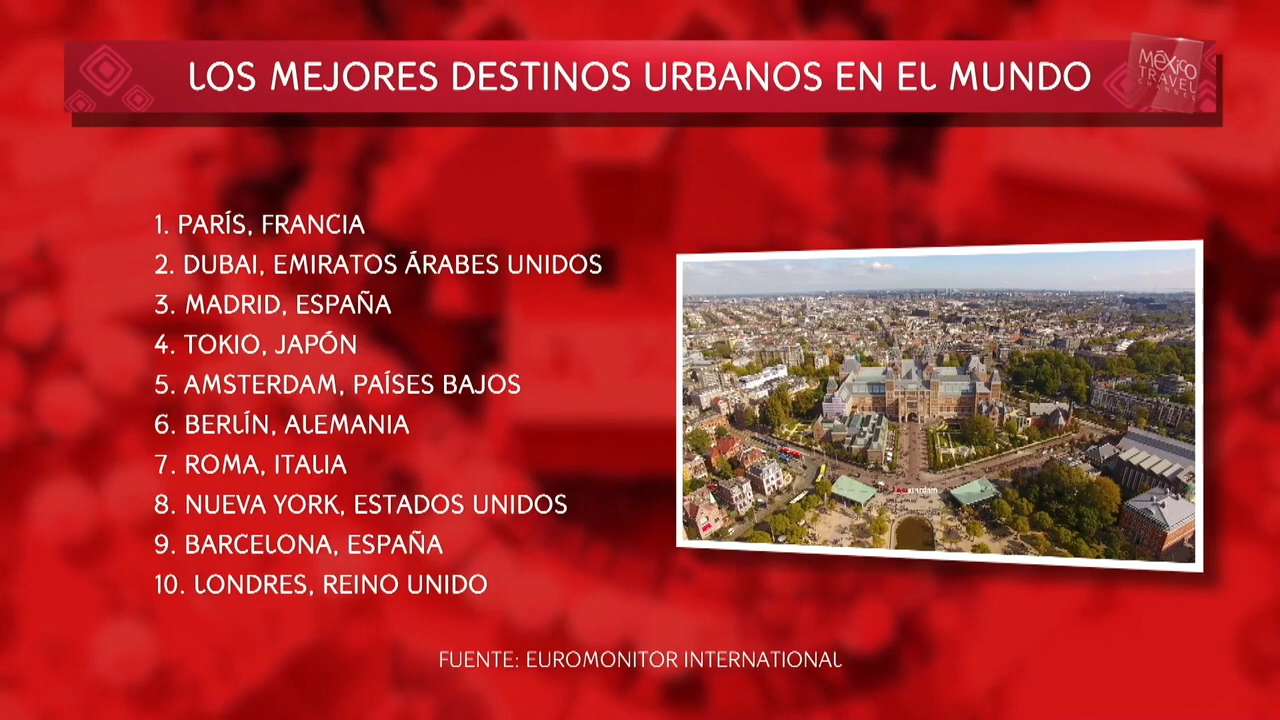 LOS MEJORES DESTINOS URBANOS EN EL MUNDO
MÉXICO
TRAVEL
CHANNEL
1. PARÍS, FRANCIA
2. DUBAI, EMIRATOS ÁRABES UNIDOS
3. MADRID, ESPAÑA
4. TOKIO, JAPÓN
5. AMSTERDAM, PAÍSES BAJOS
6. BERLÍN, ALEMANIA
7. ROMA, ITALIA
8. NUEVA YORK, ESTADOS UNIDOS
9. BARCELONA, ESPAÑA
10. LONDRES, REINO UNIDO
I amsterdam
FUENTE: EUROMONITOR INTERNATIONAL